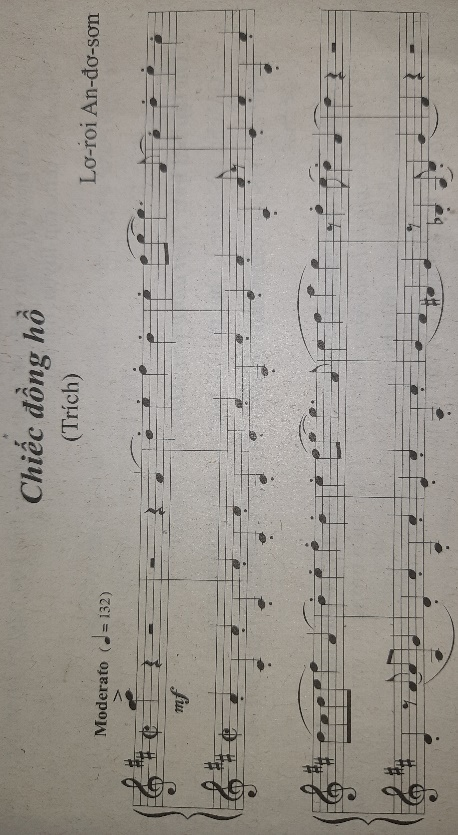 Chiếc đồng hồ
(Trích)
Lơ-roi An-đơ-sơn
Moderato (♩ = 132)
mf